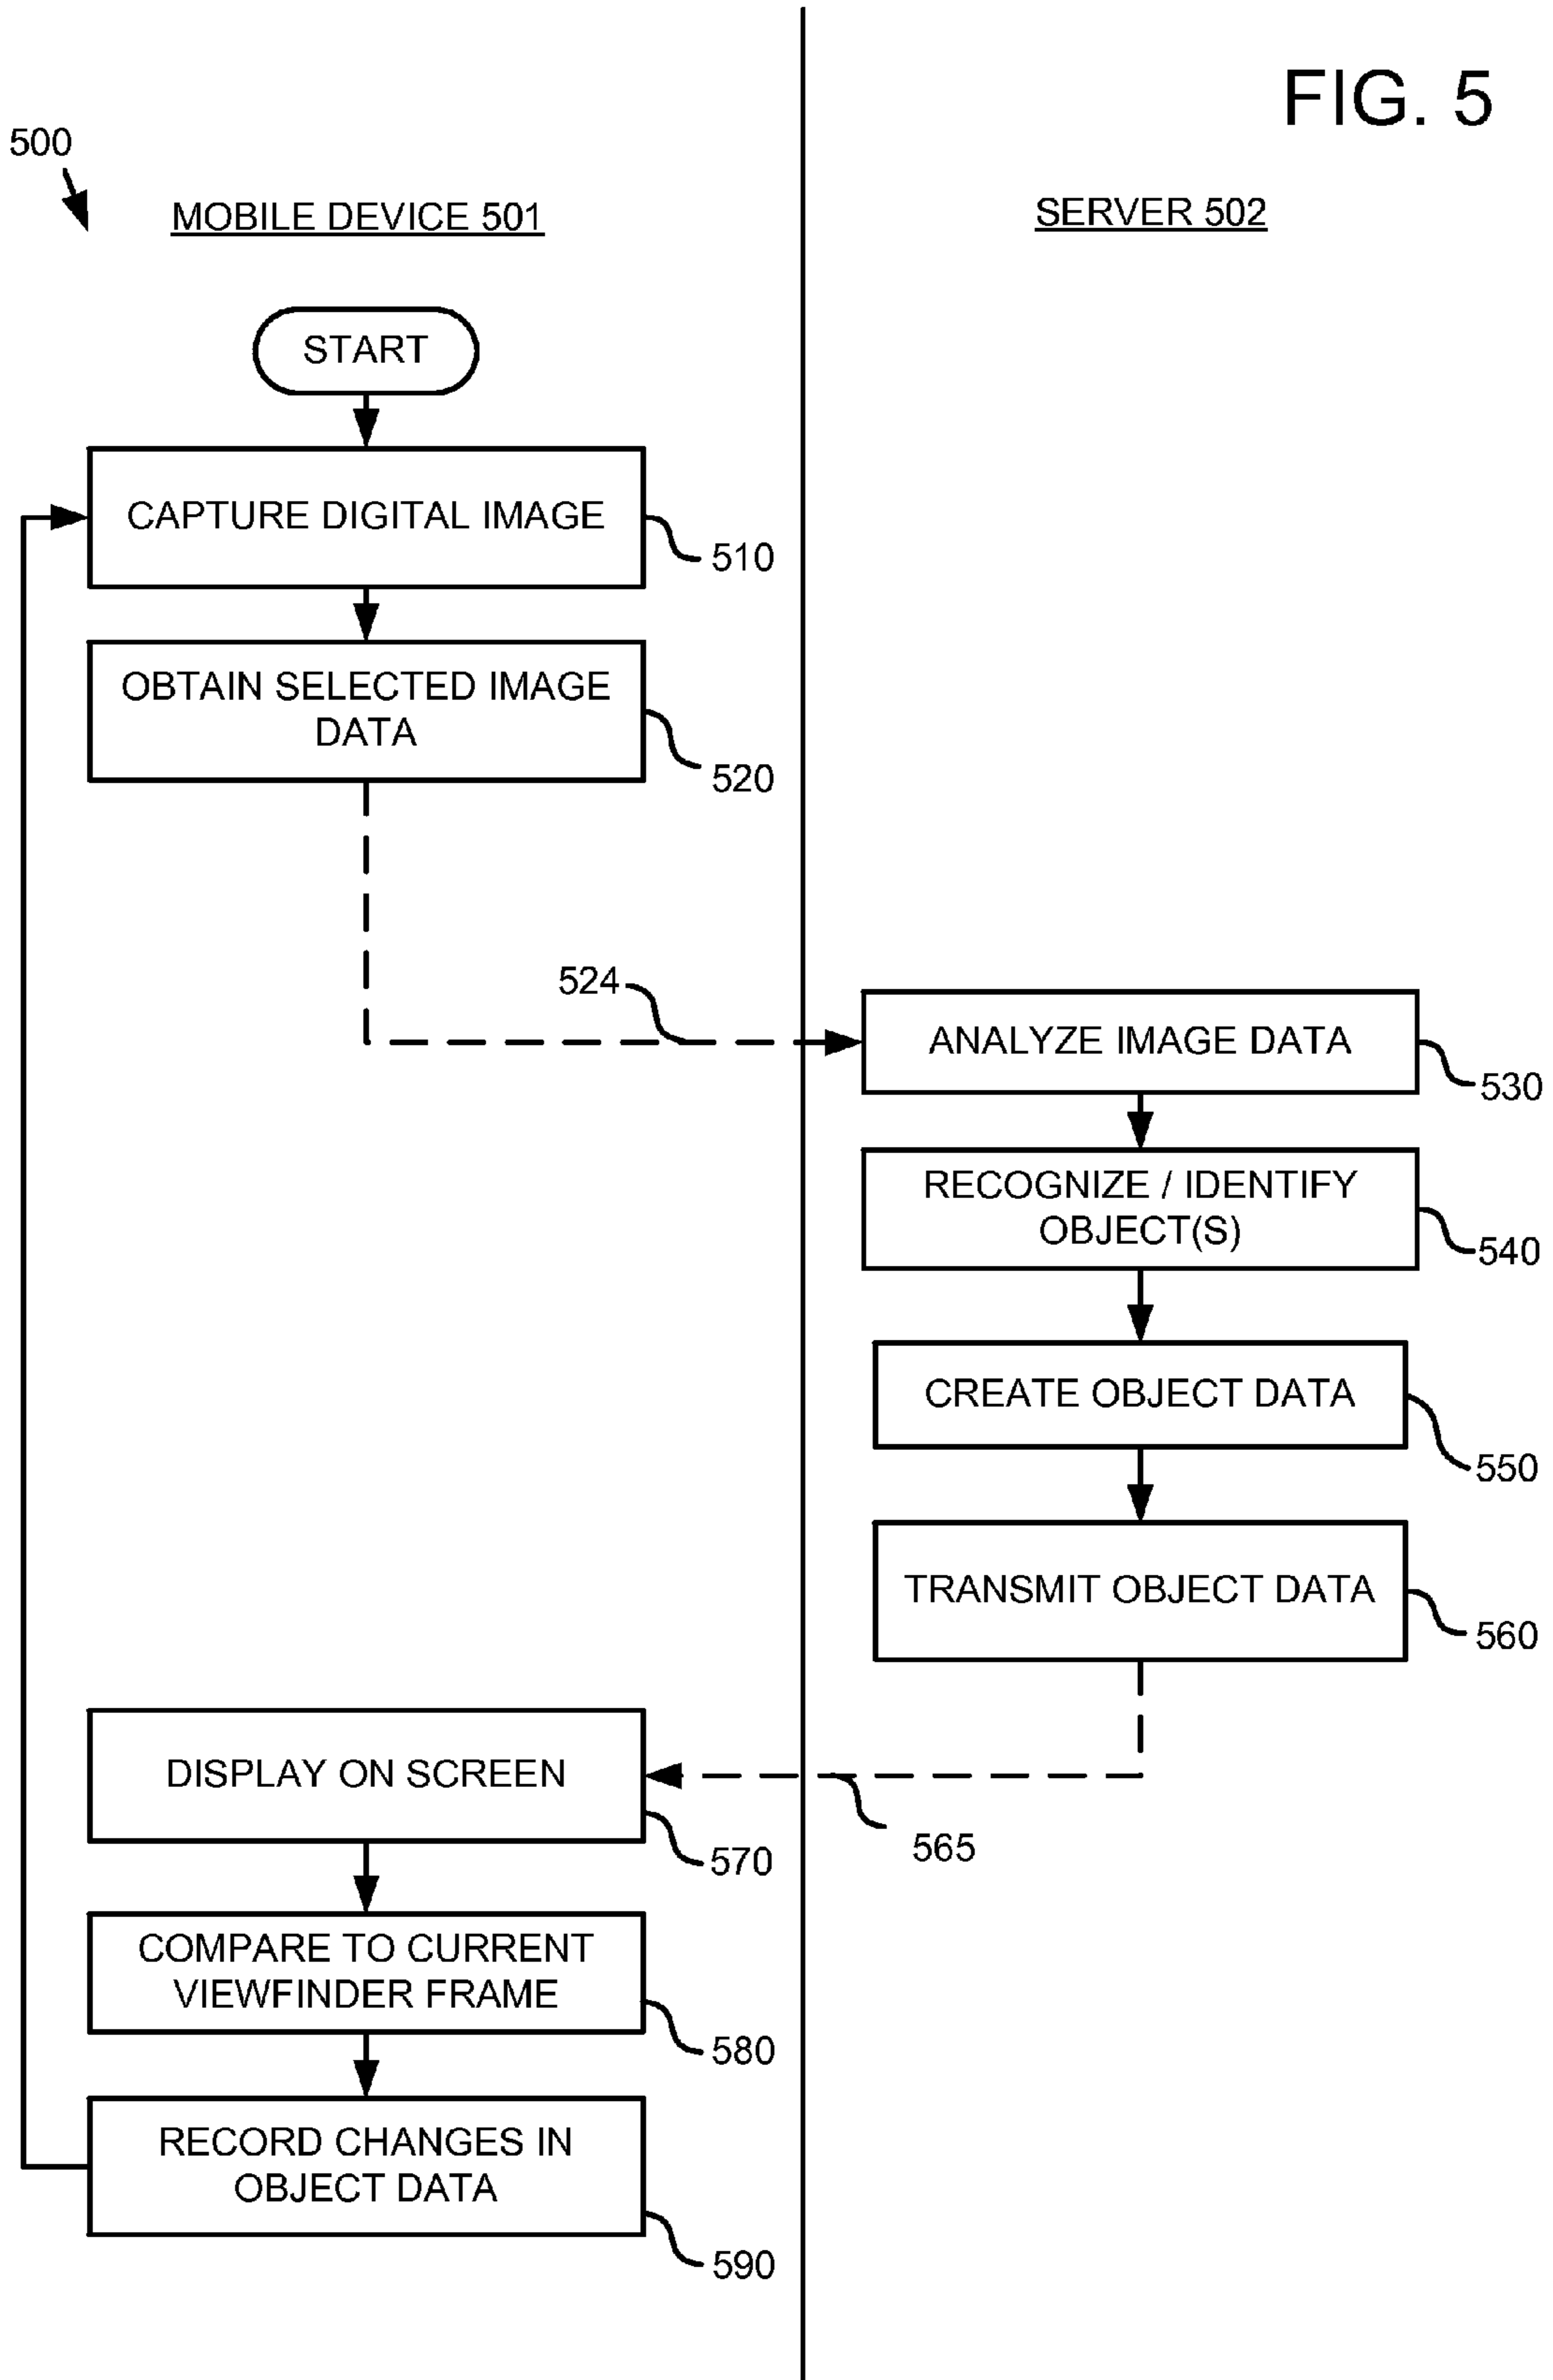 FIG. 5
500
MOBILE DEVICE 501
SERVER 502
START
CAPTURE DIGITAL IMAGE
510
OBTAIN SELECTED IMAGE
DATA
520
524
ANALYZE IMAGE DATA
530
RECOGNIZE / IDENTIFY
OBJECT(S)
540
CREATE OBJECT DATA
550
TRANSMIT OBJECT DATA
560
565
DISPLAY ON SCREEN
570
COMPARE TO CURRENT
VIEWFINDER FRAME
580
RECORD CHANGES IN
OBJECT DATA
590